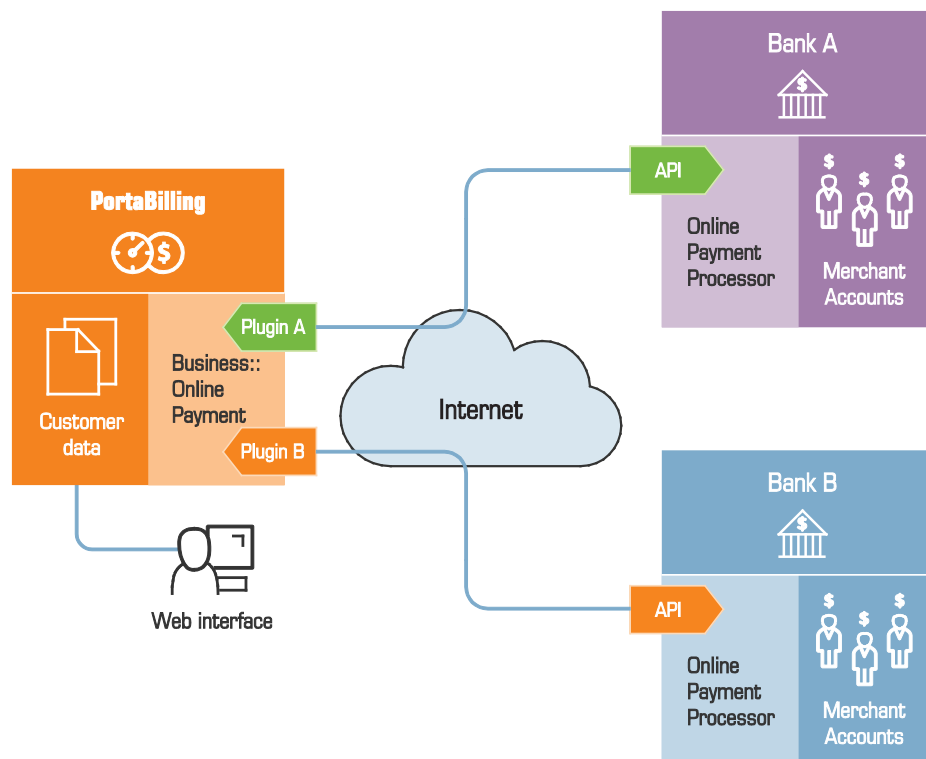 Bank A
$
PortaBilling
$
API
Online
Payment
Processor
$
$
$
Merchant
Accounts
Plugin A
Business::
Online
Payment
Customer
data
Plugin B
Internet
Web interface
Bank B
$
API
Online
Payment
Processor
$
$
$
Merchant
Accounts